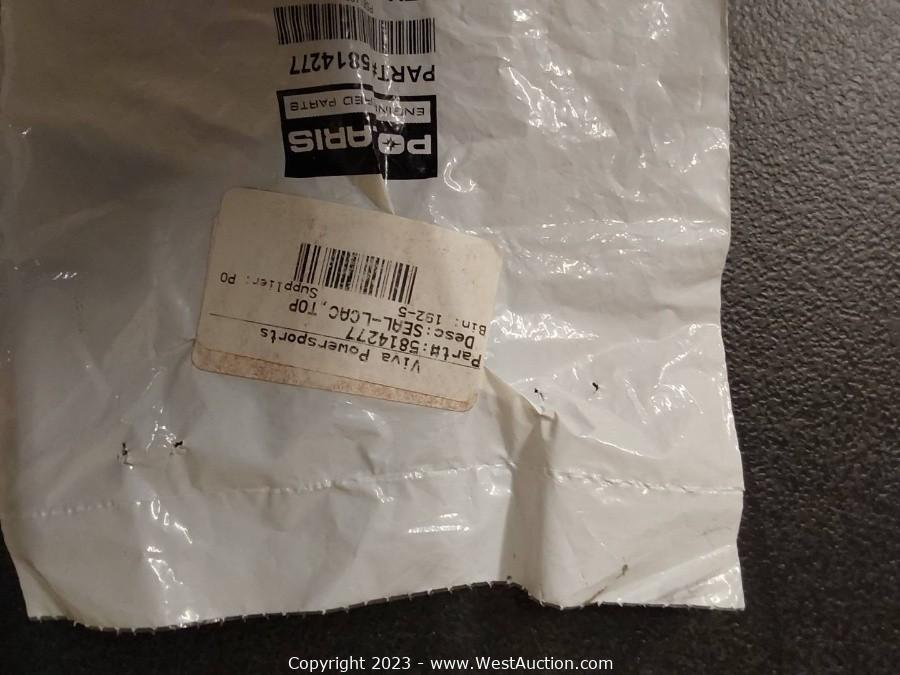 POLARIS
ENGINEERED PARTS
PART# 5814277
Viva Powersports
Part#:5814277
Desc:SEAL-LCAC,TOP
Bin: 192-5 Supplier: PO
Copyright 2023 - www.WestAuction.com